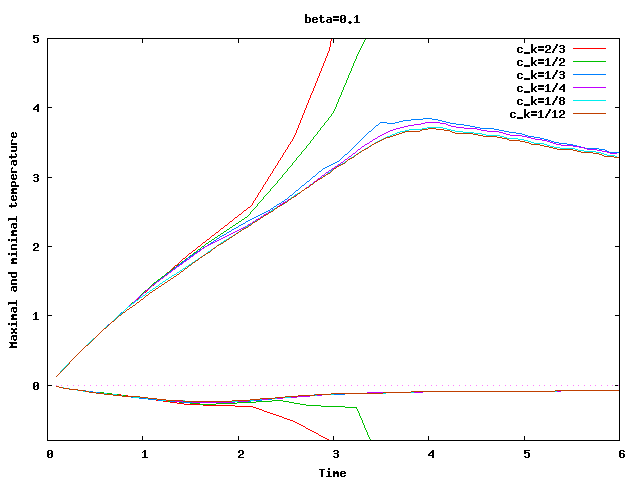 beta=0.1
5
4
3
2
1
0
Maximal and minimal temperature
c_k=2/3
c_k=1/2
c_k=1/3
c_k=1/4
c_k=1/8
c_k=1/12
0 1 2 3 4 5 6
Time